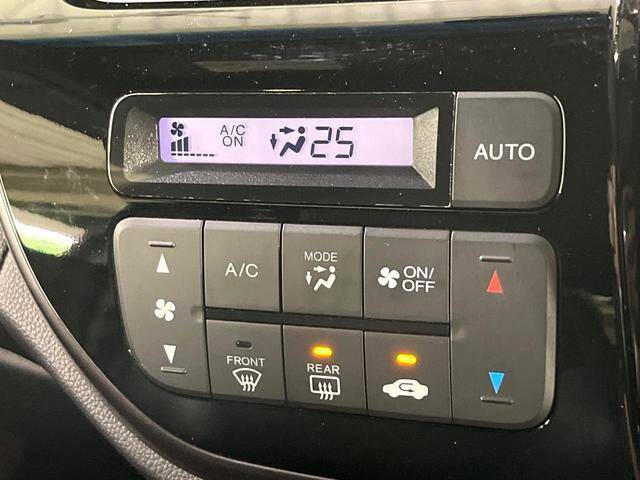 A/C
ON
25
AUTO
A/C
MODE
ON/
OFF
FRONT
REAR